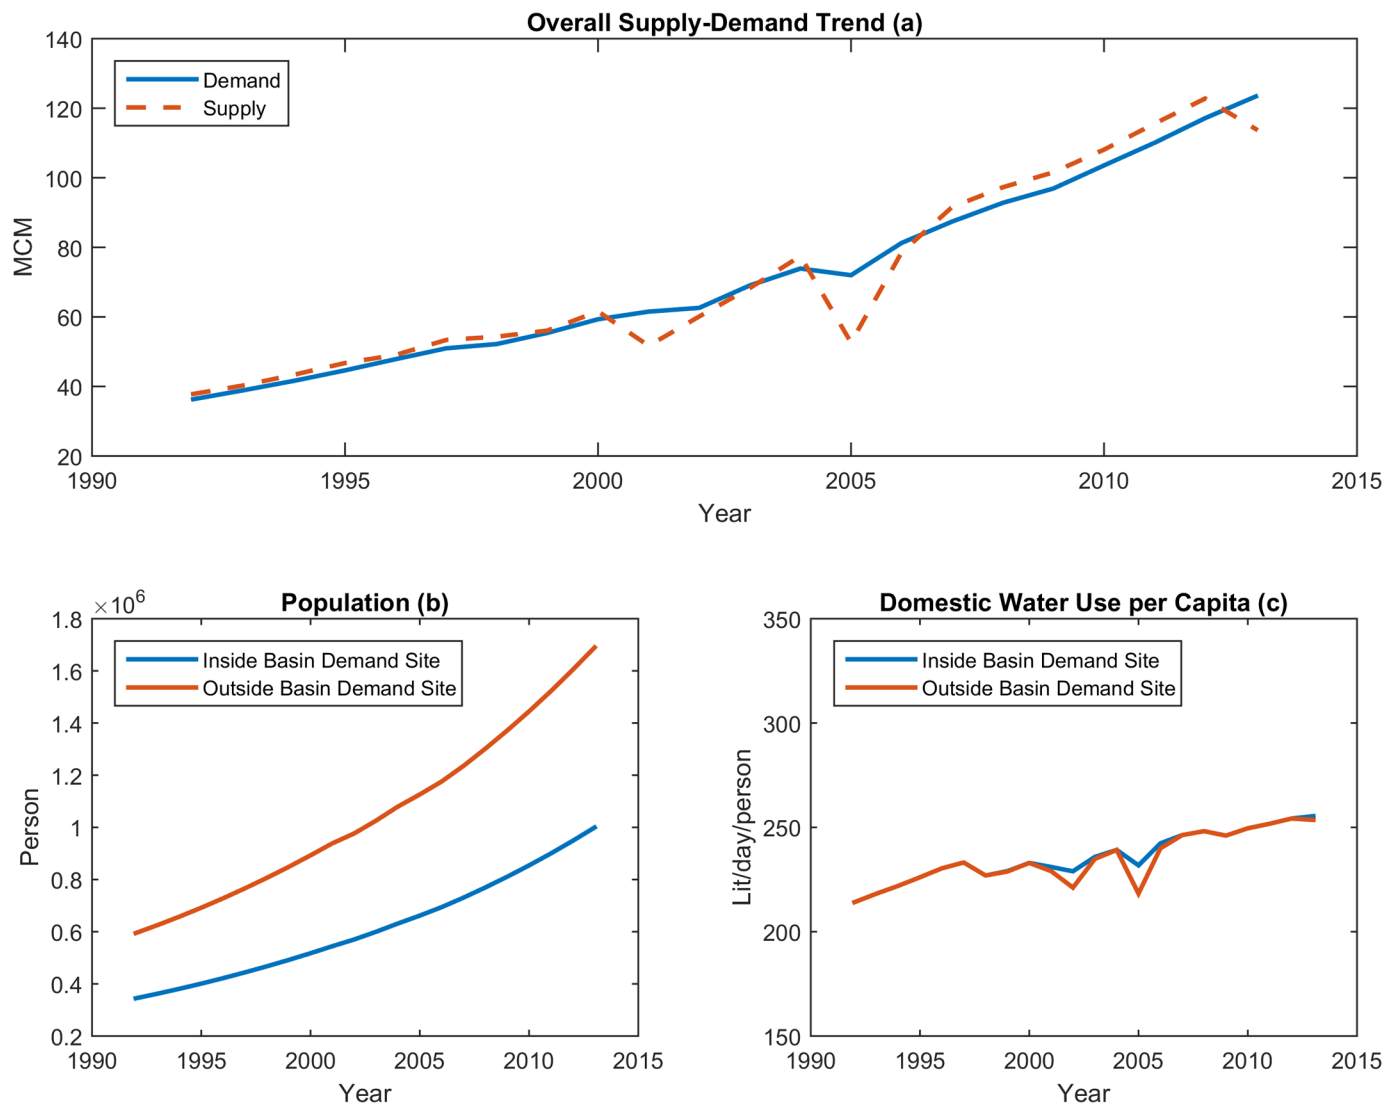 Overall Supply-Demand Trend (a)
140
120
100
80
60
40
20
MCM
Demand
Supply
1990 1995 2000 2005 2010 2015
Year
Population (b)
×10⁶
1.8
1.6
1.4
1.2
1
0.8
0.6
0.4
0.2
Person
Inside Basin Demand Site
Outside Basin Demand Site
1990 1995 2000 2005 2010 2015
Year
Domestic Water Use per Capita (c)
350
300
250
200
150
Lit/day/person
Inside Basin Demand Site
Outside Basin Demand Site
1990 1995 2000 2005 2010 2015
Year